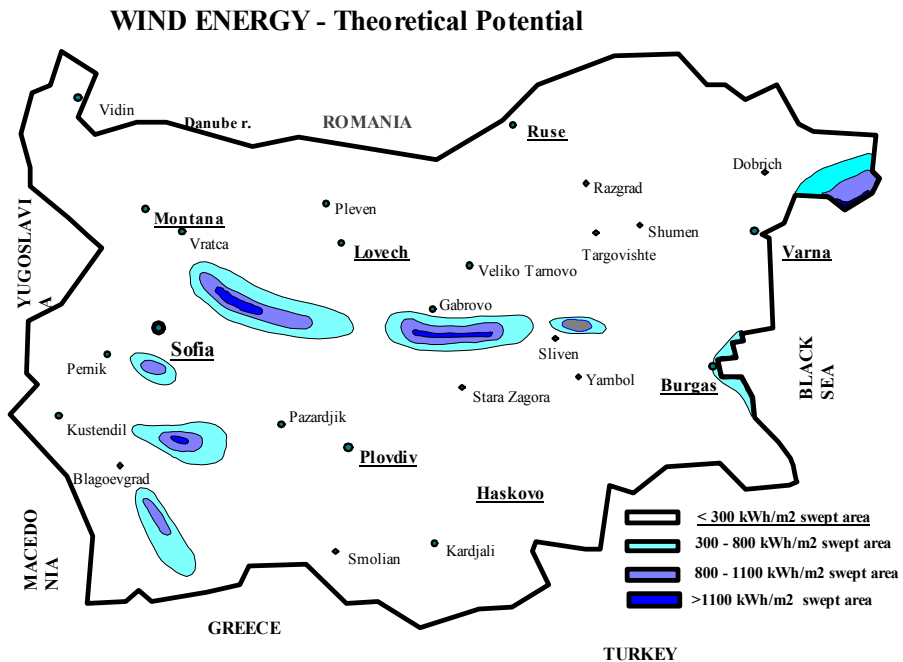 WIND ENERGY - Theoretical Potential
Vidin
Danube r.
ROMANIA
Ruse
Dobrich
Razgrad
Pleven
Montana
Shumen
Vratca
Lovech
Targovishte
Varna
YUGOSLAVI
A
Veliko Tarnovo
Gabrovo
Sofia
Sliven
Pernik
BLACK
SEA
Yambol
Burgas
Stara Zagora
Pazardjik
Kustendil
Plovdiv
Blagoevgrad
Haskovo
MACEDO
NIA
Smolian
Kardjali
< 300 kWh/m2 swept area
300 - 800 kWh/m2 swept area
800 - 1100 kWh/m2 swept area
>1100 kWh/m2 swept area
GREECE
TURKEY